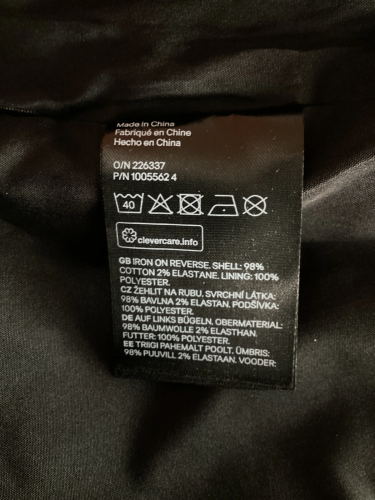 Made in China
Fabriqué en Chine
Hecho en China
O/N 226337
P/N 1005562 4
40
clevercare.info
GB IRON ON REVERSE. SHELL: 98%
COTTON 2% ELASTANE. LINING: 100%
POLYESTER.
CZ ŽEHLIT NA RUBU. SVRCHNÍ LÁTKA:
98% BAVLNA 2% ELASTAN. PODŠÍVKA:
100% POLYESTER.
DE AUF LINKS BÜGELN. OBERMATERIAL:
98% BAUMWOLLE 2% ELASTHAN.
FUTTER: 100% POLYESTER.
EE TRIIGI PAHEMALT POOLT. ÜMBRIS:
98% PUUVILL 2% ELASTAAN. VOODER: